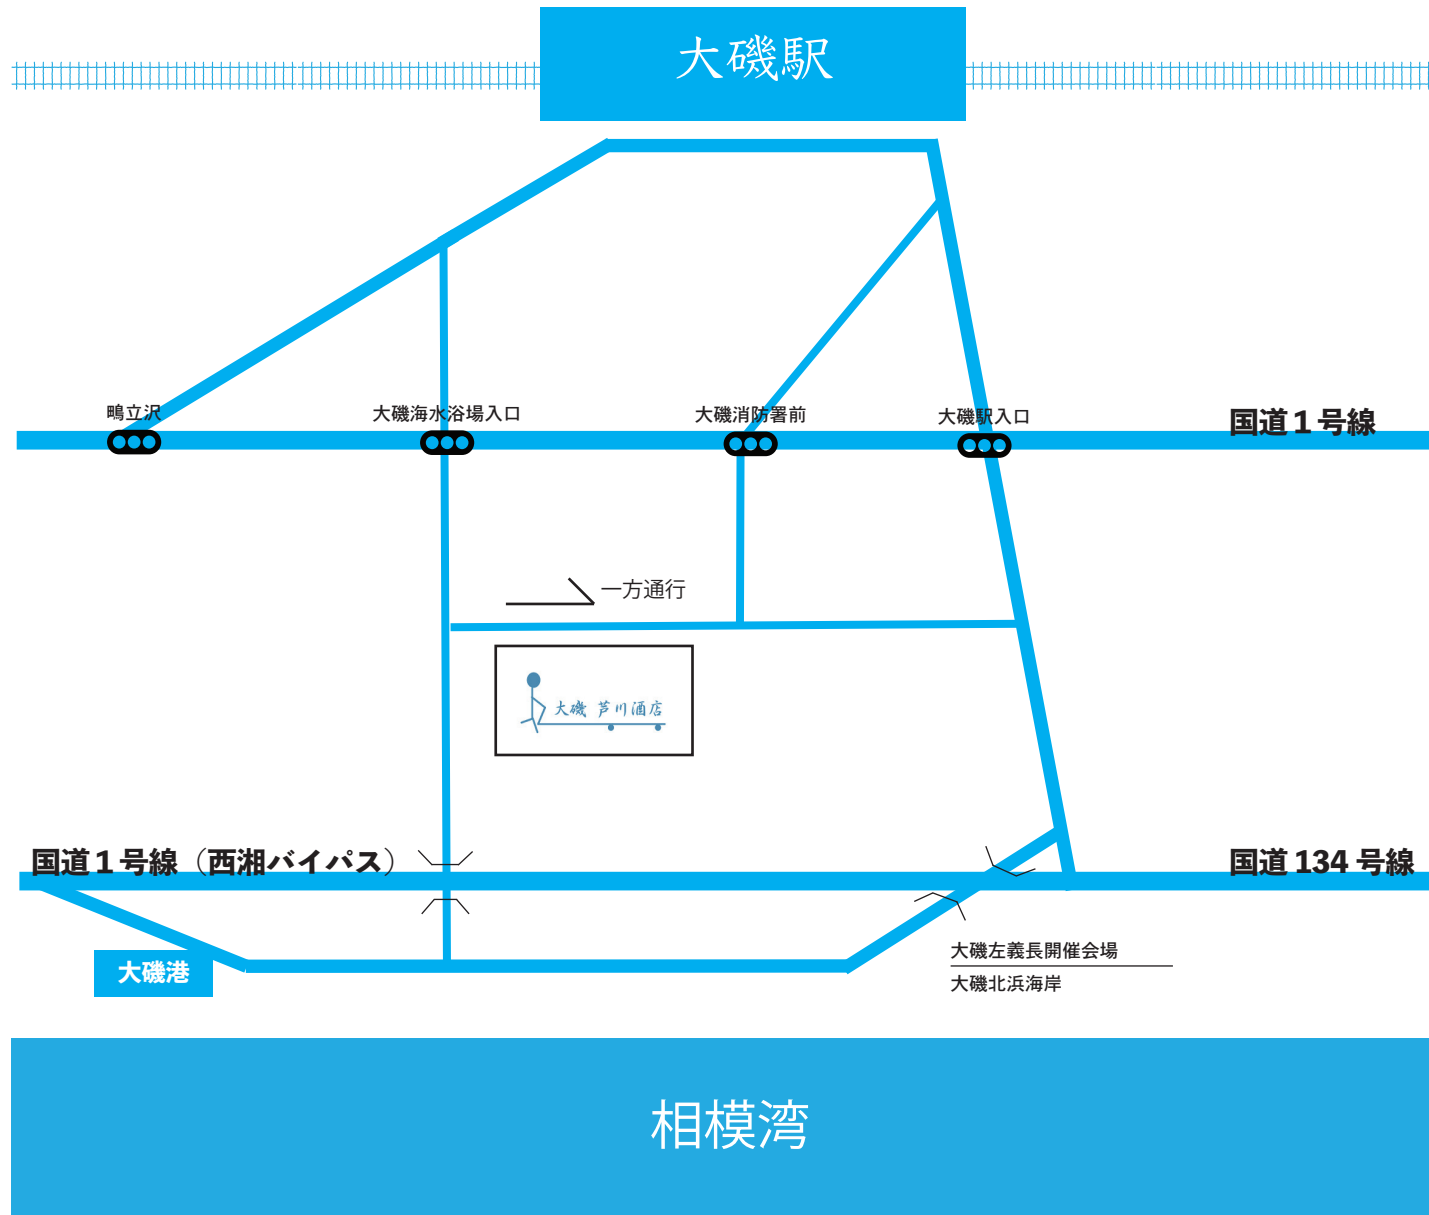 大磯駅
鴫立沢
大磯海水浴場入口
大磯消防署前
大磯駅入口
国道１号線
一方通行
大磯 芦川酒店
国道１号線（西湘バイパス）
国道 134 号線
大磯港
大磯左義長開催会場
大磯北浜海岸
相模湾